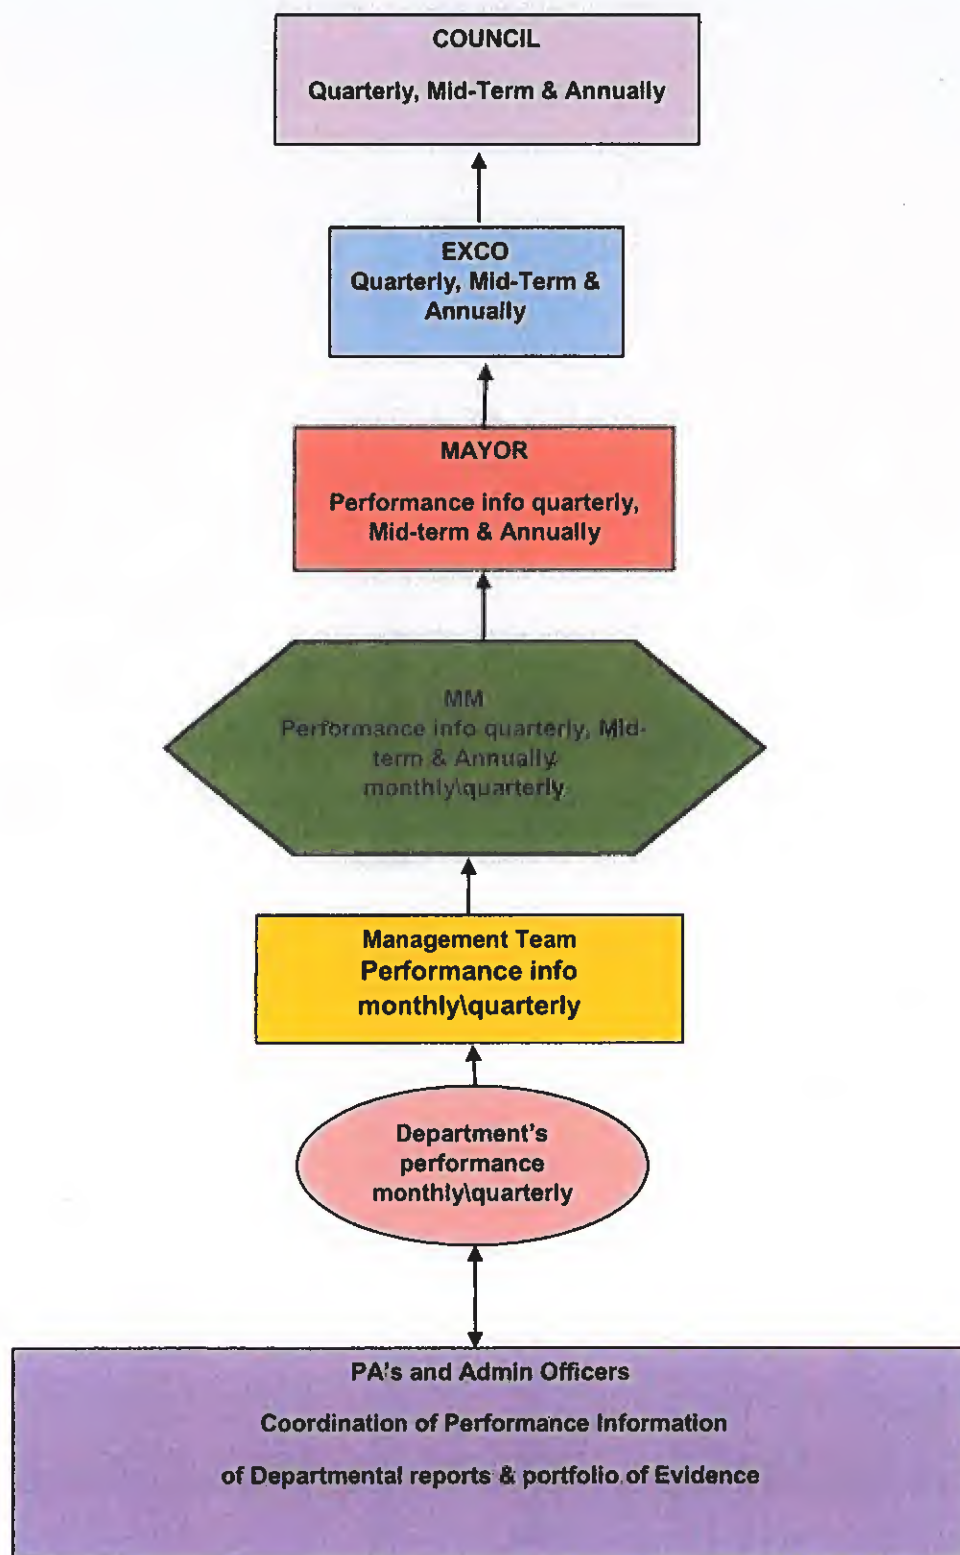 COUNCIL
Quarterly, Mid-Term & Annually
EXCO
Quarterly, Mid-Term &
Annually
MAYOR
Performance info quarterly,
Mid-term & Annually
MM
Performance info quarterly, Mid-
term & Annually
monthly\quarterly
Management Team
Performance info
monthly\quarterly
Department's
performance
monthly\quarterly
PA's and Admin Officers
Coordination of Performance Information
of Departmental reports & portfolio of Evidence